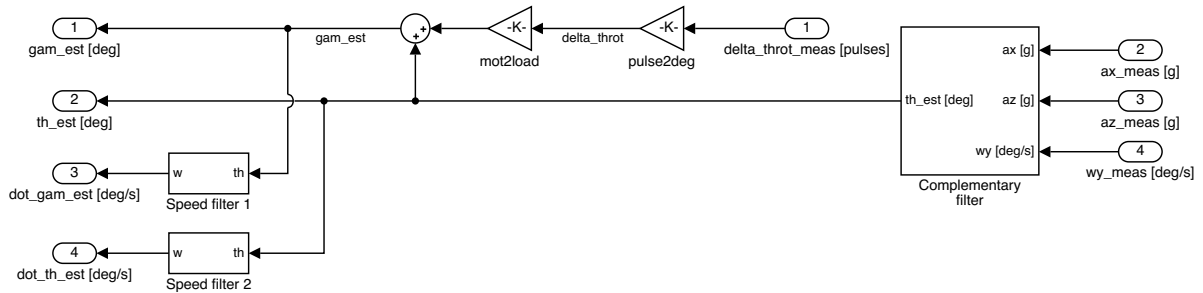 1
gam_est [deg]
gam_est
+
+
-K-
mot2load
delta_throt
-K-
pulse2deg
1
delta_throt_meas [pulses]
ax [g]
2
ax_meas [g]
2
th_est [deg]
th_est [deg]
az [g]
3
az_meas [g]
wy [deg/s]
4
wy_meas [deg/s]
Complementary
filter
3
dot_gam_est [deg/s]
w
th
Speed filter 1
4
dot_th_est [deg/s]
w
th
Speed filter 2